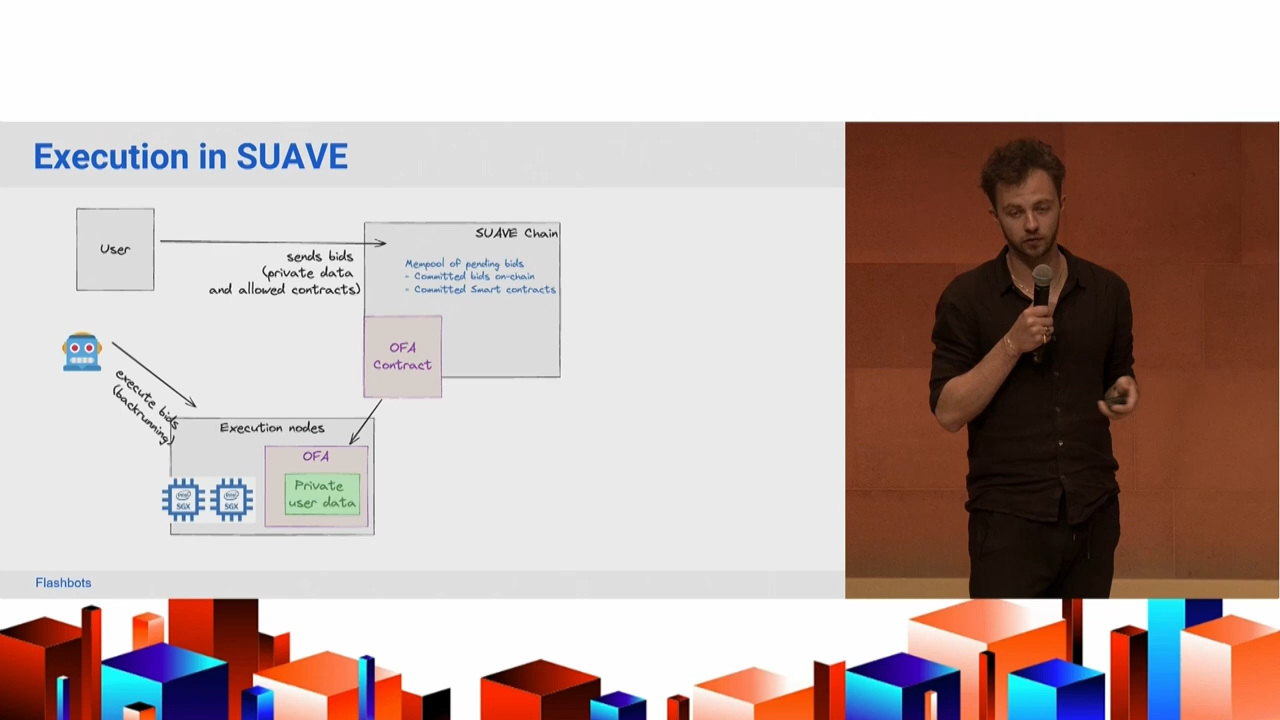 Execution in SUAVE
User
SUAVE Chain
sends bids
(private data
and allowed contracts)
Mempool of pending bids
- Committed bids on-chain
- Committed Smart contracts
OFA
Contract
execute bids
(backrunning)
Execution nodes
OFA
Private
user data
intel
SGX
intel
SGX
Flashbots